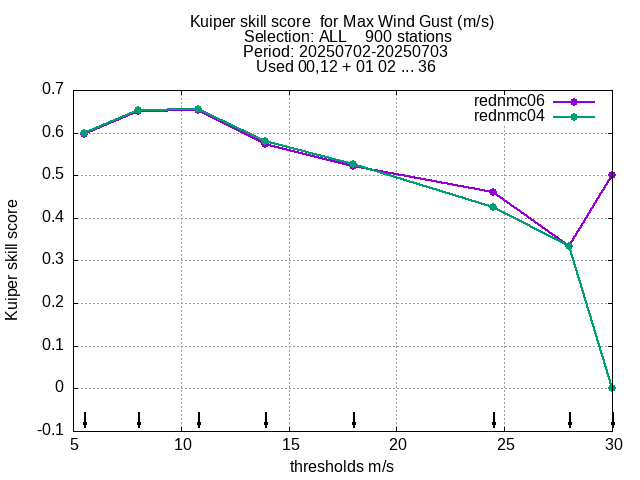 Kuiper skill score  for Max Wind Gust (m/s)
Selection: ALL    900 stations
Period: 20250702-20250703
Used 00,12 + 01 02 ... 36
rednmc06
rednmc04
0.7
0.6
0.5
0.4
0.3
0.2
0.1
0
-0.1
Kuiper skill score
5 10 15 20 25 30
thresholds m/s